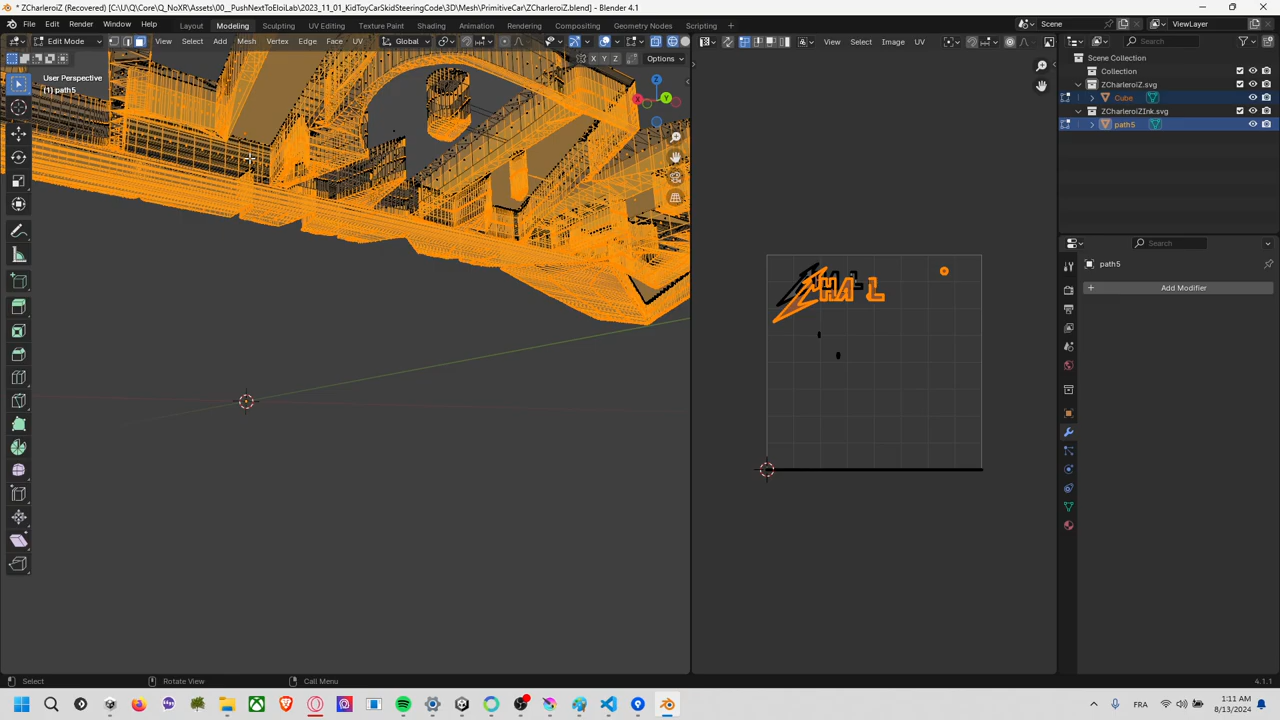 * ZCharleroiZ (Recovered) [C:\U\Q\Core\Q_NoXR\Assets\00__PushNextToEloiLab\2023_11_01_KidToyCarSkidSteeringCode\3D\Mesh\PrimitiveCar\ZCharleroiZ.blend] - Blender 4.1
File Edit Render Window Help Layout Modeling Sculpting UV Editing Texture Paint Shading Animation Rendering Compositing Geometry Nodes Scripting + Scene ViewLayer
Edit Mode View Select Add Mesh Vertex Edge Face UV Global View Select Image UV Search
X Y Z Options
User Perspective
(1) path5
Scene Collection
Collection
ZCharleroiZ.svg
Cube
ZCharleroiZInk.svg
path5
Z
X
Y
Search
path5
+ Add Modifier
Select Rotate View Call Menu 4.1.1
FRA
1:11 AM
8/13/2024